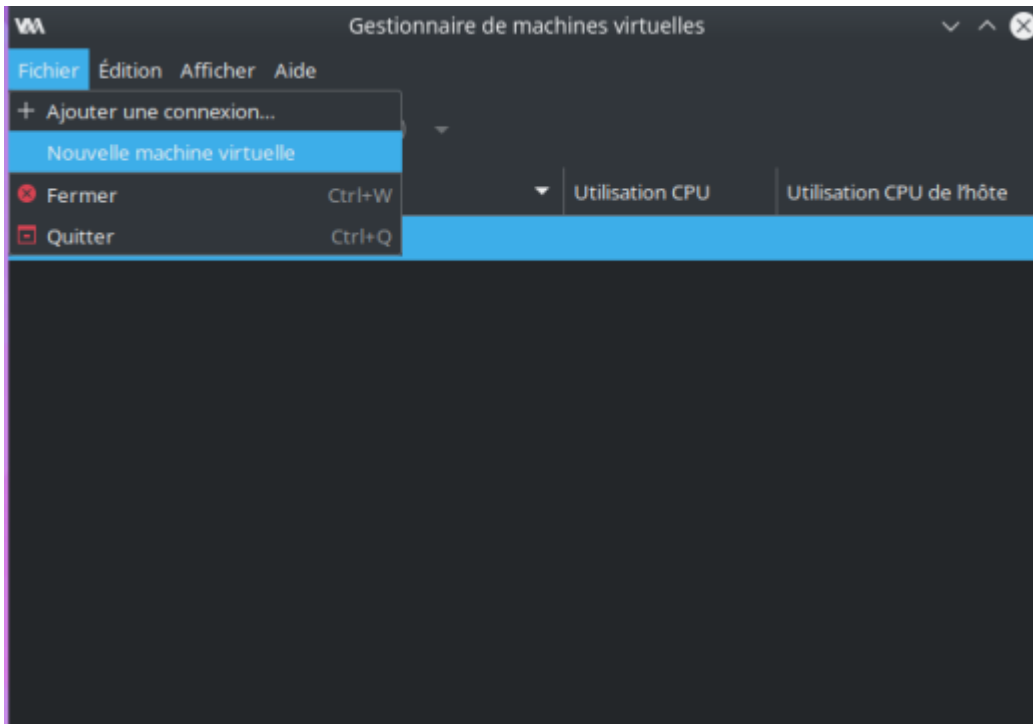 Gestionnaire de machines virtuelles
Fichier Édition Afficher Aide
+ Ajouter une connexion...
Nouvelle machine virtuelle
Fermer Ctrl+W
Utilisation CPU Utilisation CPU de l'hôte
Quitter Ctrl+Q